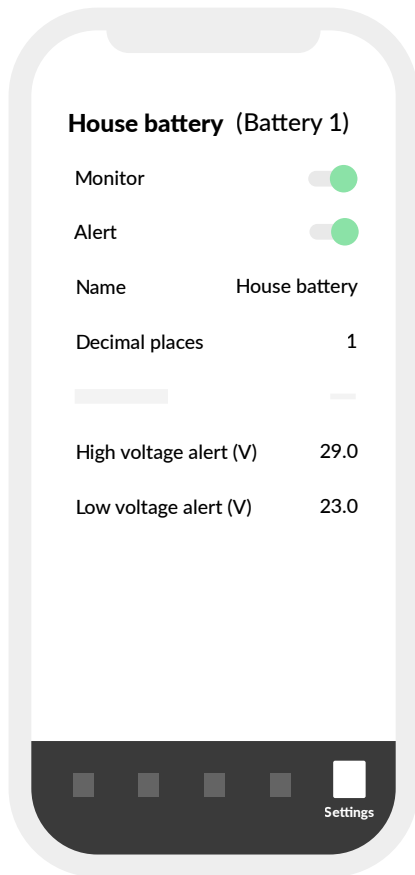 House battery (Battery 1)
Monitor
Alert
Name House battery
Decimal places 1
High voltage alert (V) 29.0
Low voltage alert (V) 23.0
Settings